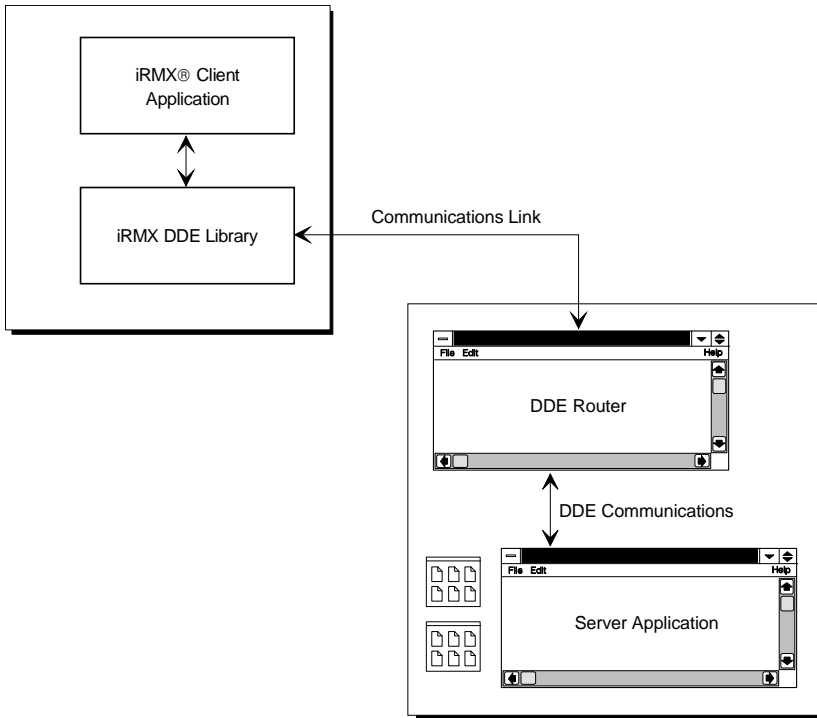 iRMX® Client
Application
iRMX DDE Library
Communications Link
File Edit Help
DDE Router
DDE Communications
File Edit Help
Server Application